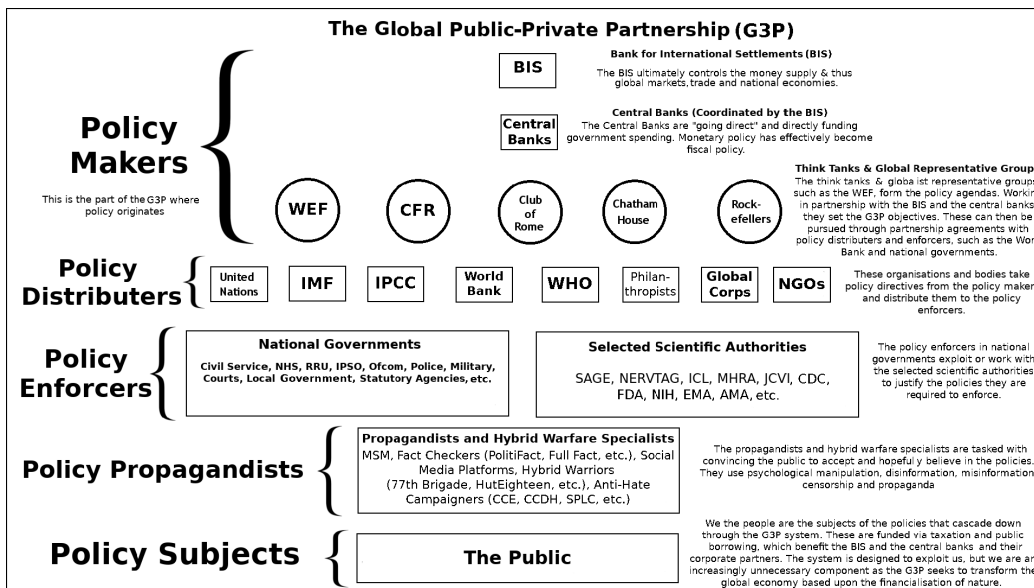 The Global Public-Private Partnership (G3P)
BIS
Bank for International Settlements (BIS)
The BIS ultimately controls the money supply & thus
global markets,trade and national economies.
Policy
Makers
This is the part of the G3P where
policy originates
Central
Banks
Central Banks (Coordinated by the BIS)
The Central Banks are "going direct" and directly funding
government spending. Monetary policy has effectively become
fiscal policy.
WEF
CFR
Club
of
Rome
Chatham
House
Rock-
efellers
Think Tanks & Global Representative Group
The think tanks & globa ist representative groups
such as the WEF, form the policy agendas. Workin
in partnership with the BIS and the central banks
they set the G3P objectives. These can then be
pursued through partnership agreements with
policy distributers and enforcers, such as the Wor
Bank and national governments.
Policy
Distributers
United
Nations
IMF
IPCC
World
Bank
WHO
Philan-
thropists
Global
Corps
NGOs
These organisations and bodies take
policy directives from the policy maker
and distribute them to the policy
enforcers.
Policy
Enforcers
National Governments
Civil Service, NHS, RRU, IPSO, Ofcom, Police, Military,
Courts, Local Government, Statutory Agencies, etc.
Selected Scientific Authorities
SAGE, NERVTAG, ICL, MHRA, JCVI, CDC,
FDA, NIH, EMA, AMA, etc.
The policy enforcers in national
governments exploit or work with
the selected scientific authorities
to justify the policies they are
required to enforce.
Policy Propagandists
Propagandists and Hybrid Warfare Specialists
MSM, Fact Checkers (PolitiFact, Full Fact, etc.), Social
Media Platforms, Hybrid Warriors
(77th Brigade, HutEighteen, etc.), Anti-Hate
Campaigners (CCE, CCDH, SPLC, etc.)
The propagandists and hybrid warfare specialists are tasked with
convincing the public to accept and hopefully believe in the policies.
They use psychological manipulation, disinformation, misinformation
censorship and propaganda
Policy Subjects
The Public
We the people are the subjects of the policies that cascade down
through the G3P system. These are funded via taxation and public
borrowing, which benefit the BIS and the central banks and their
corporate partners. The system is designed to exploit us, but we are an
increasingly unnecessary component as the G3P seeks to transform the
global economy based upon the financialisation of nature.